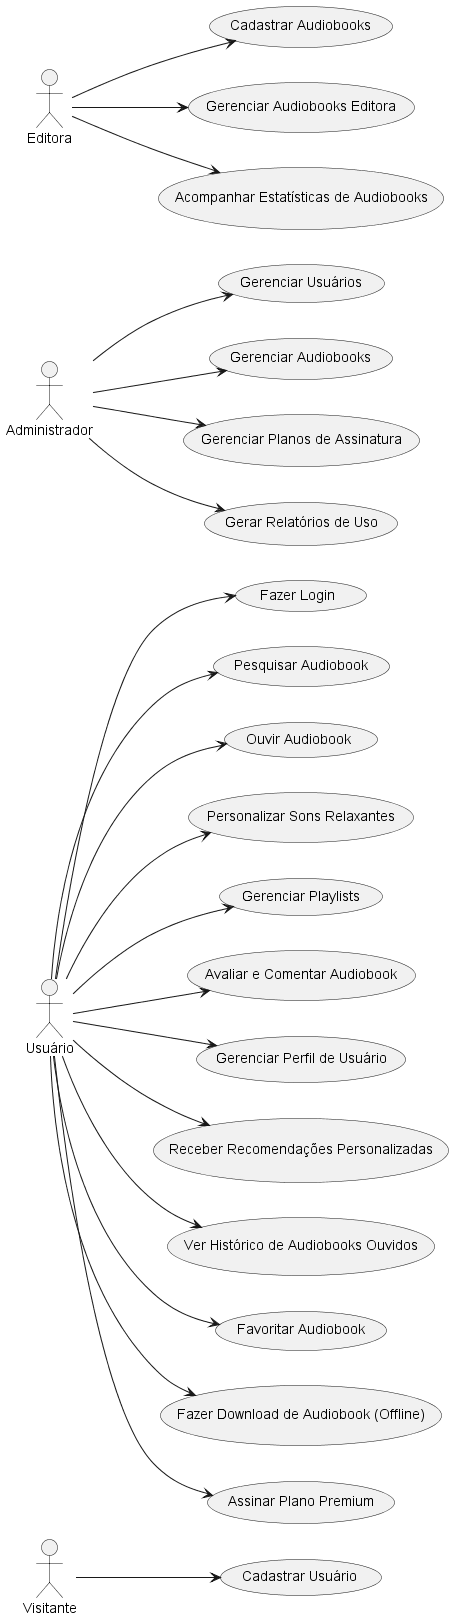 Cadastrar Audiobooks
Gerenciar Audiobooks Editora
Editora
Acompanhar Estatísticas de Audiobooks
Gerenciar Usuários
Gerenciar Audiobooks
Administrador
Gerenciar Planos de Assinatura
Gerar Relatórios de Uso
Fazer Login
Pesquisar Audiobook
Ouvir Audiobook
Personalizar Sons Relaxantes
Gerenciar Playlists
Avaliar e Comentar Audiobook
Usuário
Gerenciar Perfil de Usuário
Receber Recomendações Personalizadas
Ver Histórico de Audiobooks Ouvidos
Favoritar Audiobook
Fazer Download de Audiobook (Offline)
Assinar Plano Premium
Cadastrar Usuário
Visitante